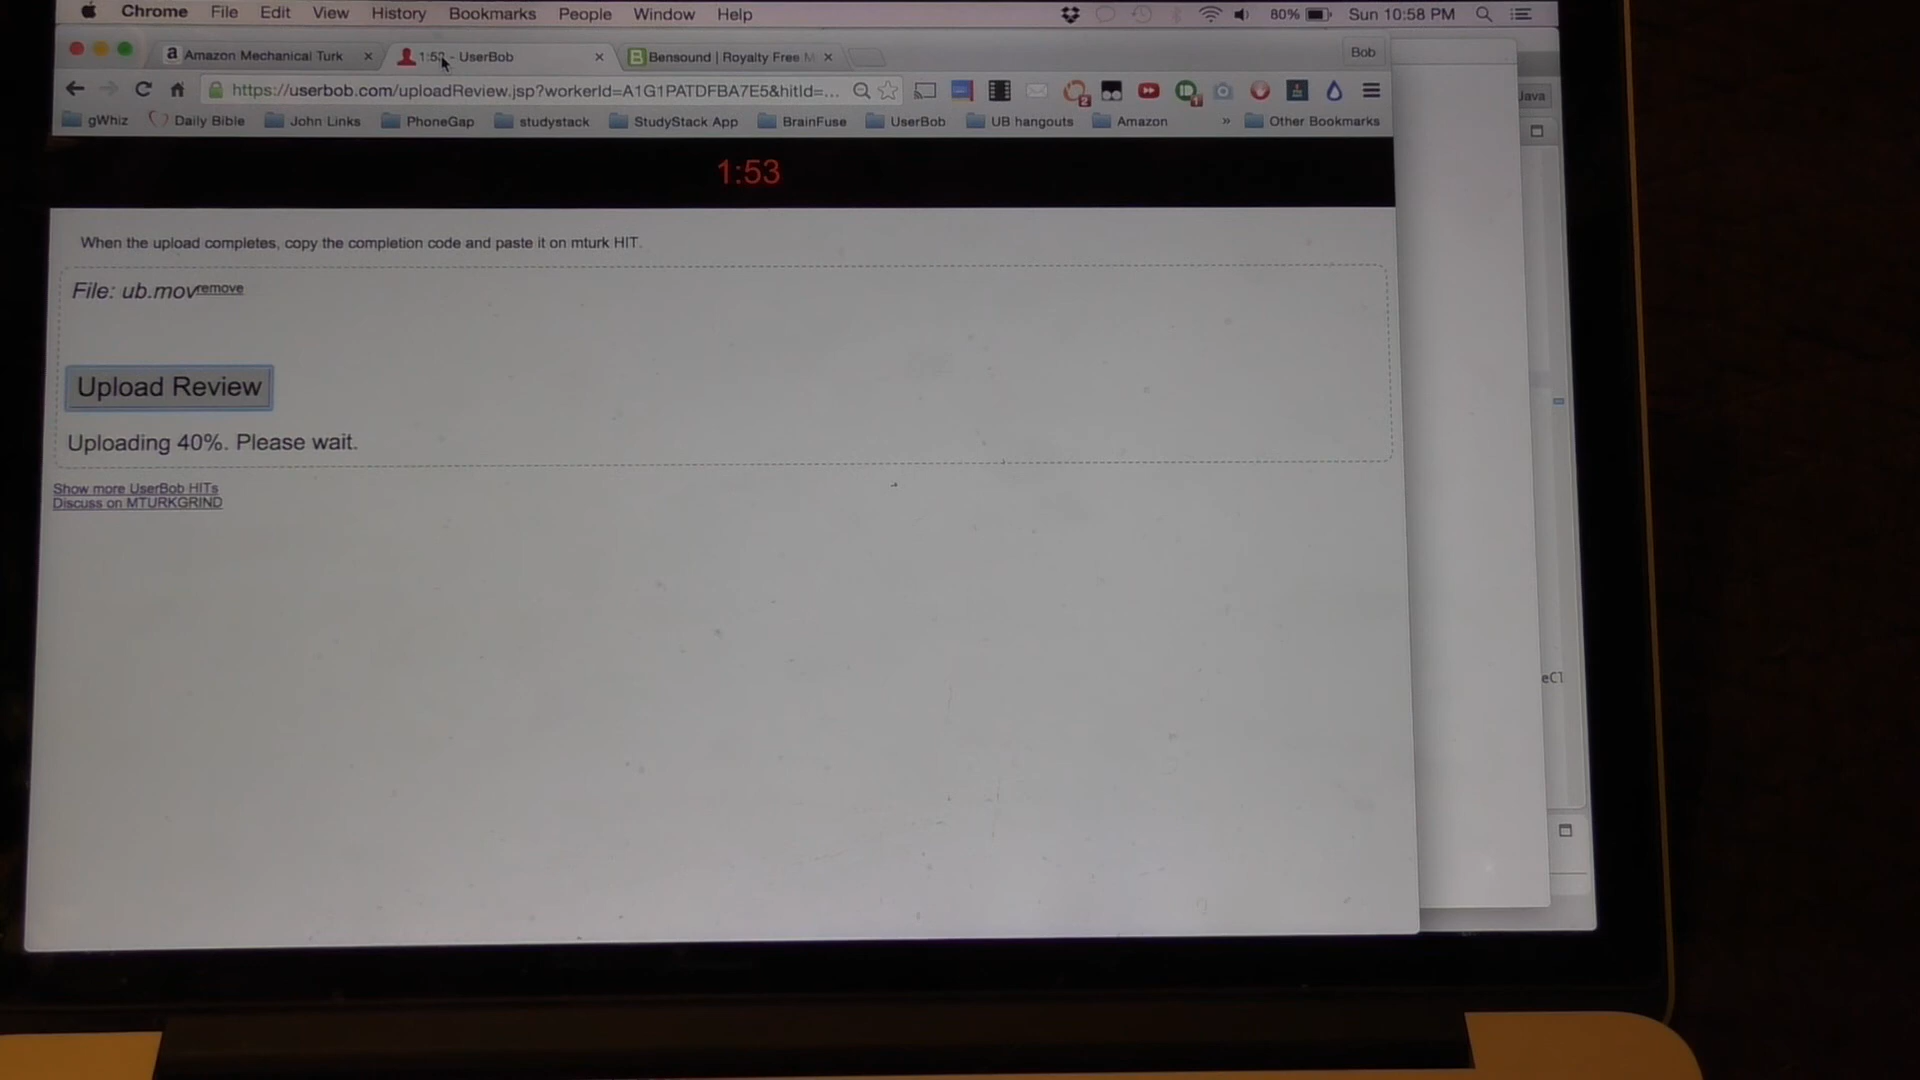 Chrome File Edit View History Bookmarks People Window Help 80% Sun 10:58 PM
Amazon Mechanical Turk 1:53 - UserBob Bensound | Royalty Free M Bob
https://userbob.com/uploadReview.jsp?workerId=A1G1PATDFBA7E5&hitId=...
Java
gWhiz Daily Bible John Links PhoneGap studystack StudyStack App BrainFuse UserBob UB hangouts Amazon » Other Bookmarks
1:53
When the upload completes, copy the completion code and paste it on mturk HIT.
File: ub.mov remove
Upload Review
Uploading 40%. Please wait.
Show more UserBob HITs
Discuss on MTURKGRIND